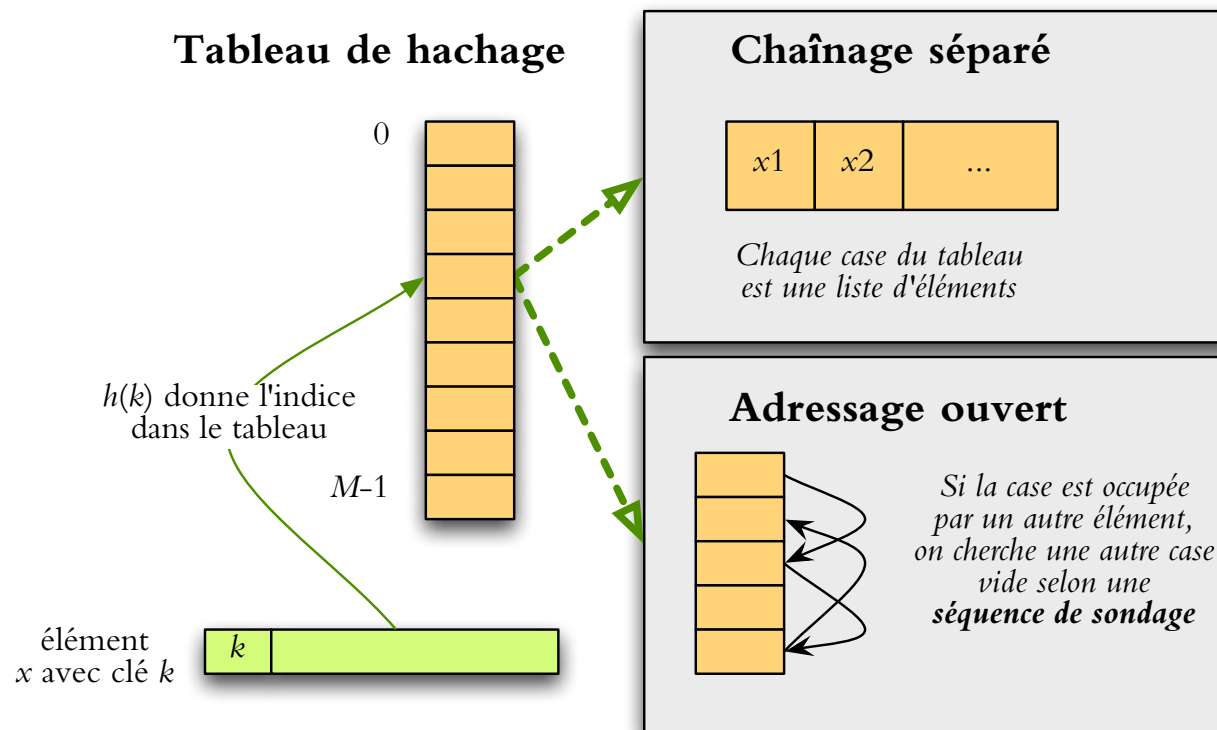 Tableau de hachage
0
h(k) donne l'indice
dans le tableau
M-1
élément
x avec clé k
k
Chaînage séparé
x1 x2 ...
Chaque case du tableau
est une liste d'éléments
Adressage ouvert
Si la case est occupée
par un autre élément,
on cherche une autre case
vide selon une
séquence de sondage